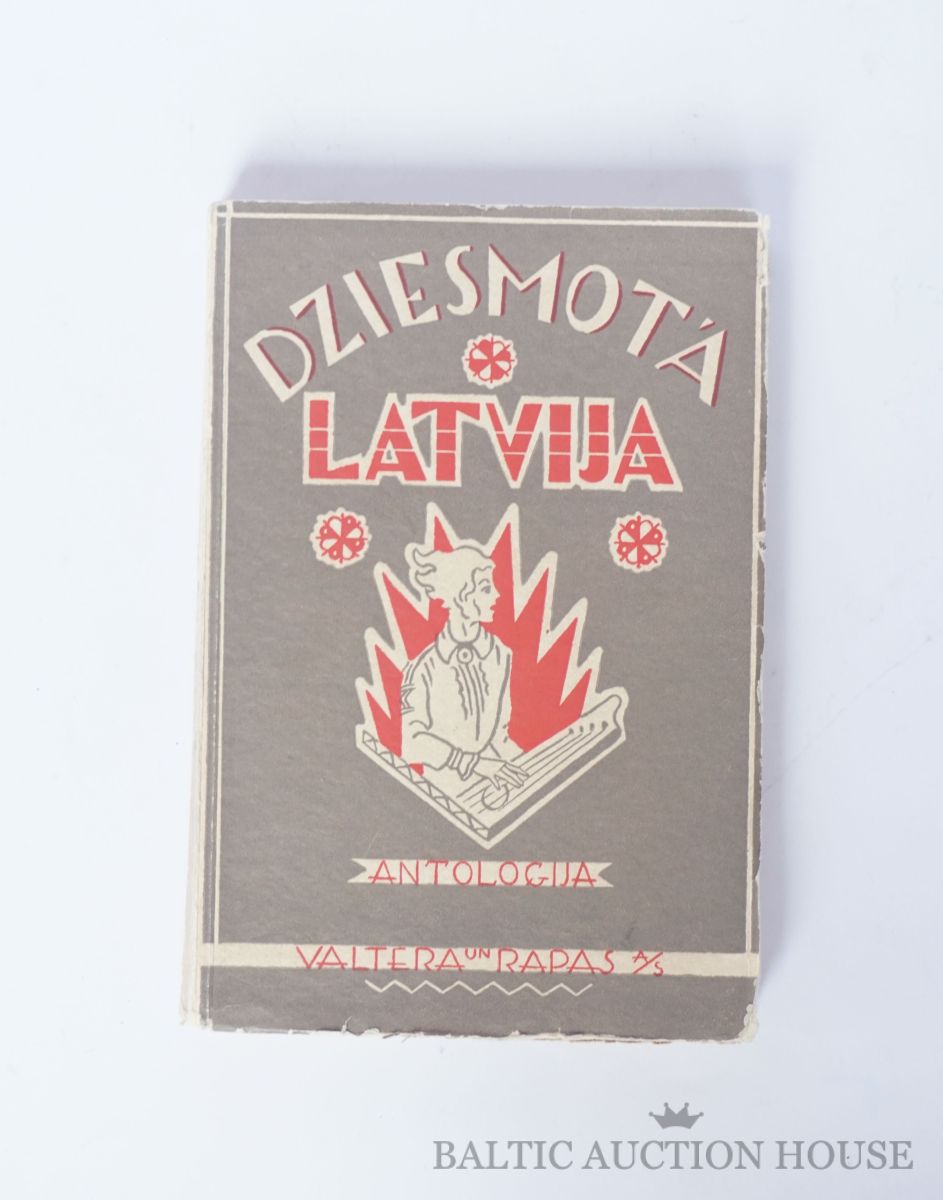 DZIESMOTĀ
LATVIJA
ANTOLOGIJA
VALTERA UN RAPAS A/S
BALTIC AUCTION HOUSE